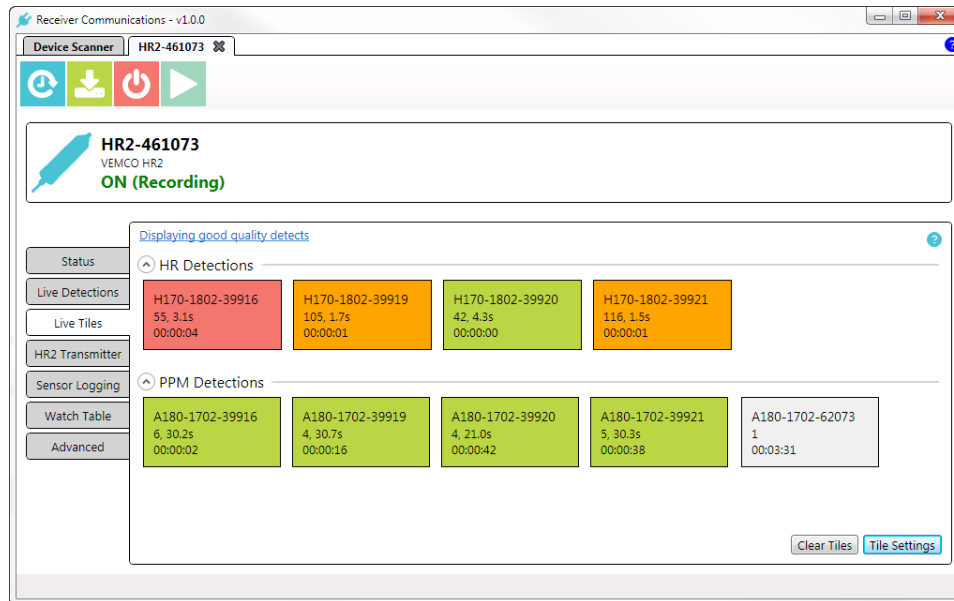 Receiver Communications - v1.0.0
Device Scanner
HR2-461073
HR2-461073
VEMCO HR2
ON (Recording)
Status
Live Detections
Live Tiles
HR2 Transmitter
Sensor Logging
Watch Table
Advanced
Displaying good quality detects
?
HR Detections
H170-1802-39916
55, 3.1s
00:00:04
H170-1802-39919
105, 1.7s
00:00:01
H170-1802-39920
42, 4.3s
00:00:00
H170-1802-39921
116, 1.5s
00:00:01
PPM Detections
A180-1702-39916
6, 30.2s
00:00:02
A180-1702-39919
4, 30.7s
00:00:16
A180-1702-39920
4, 21.0s
00:00:42
A180-1702-39921
5, 30.3s
00:00:38
A180-1702-62073
1
00:03:31
Clear Tiles
Tile Settings